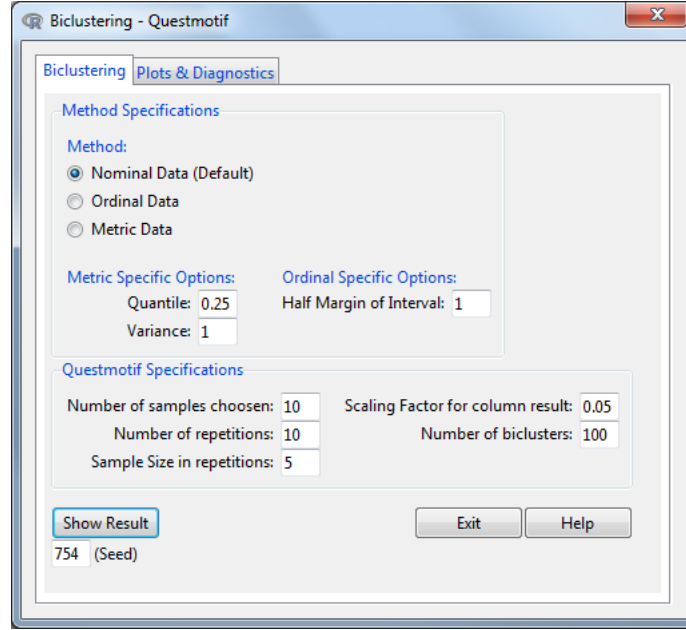 Biclustering - Questmotif
Biclustering Plots & Diagnostics
Method Specifications
Method:
Nominal Data (Default)
Ordinal Data
Metric Data
Metric Specific Options: Ordinal Specific Options:
Quantile: 0.25 Half Margin of Interval: 1
Variance: 1
Questmotif Specifications
Number of samples choosen: 10 Scaling Factor for column result: 0.05
Number of repetitions: 10 Number of biclusters: 100
Sample Size in repetitions: 5
Show Result Exit Help
754 (Seed)